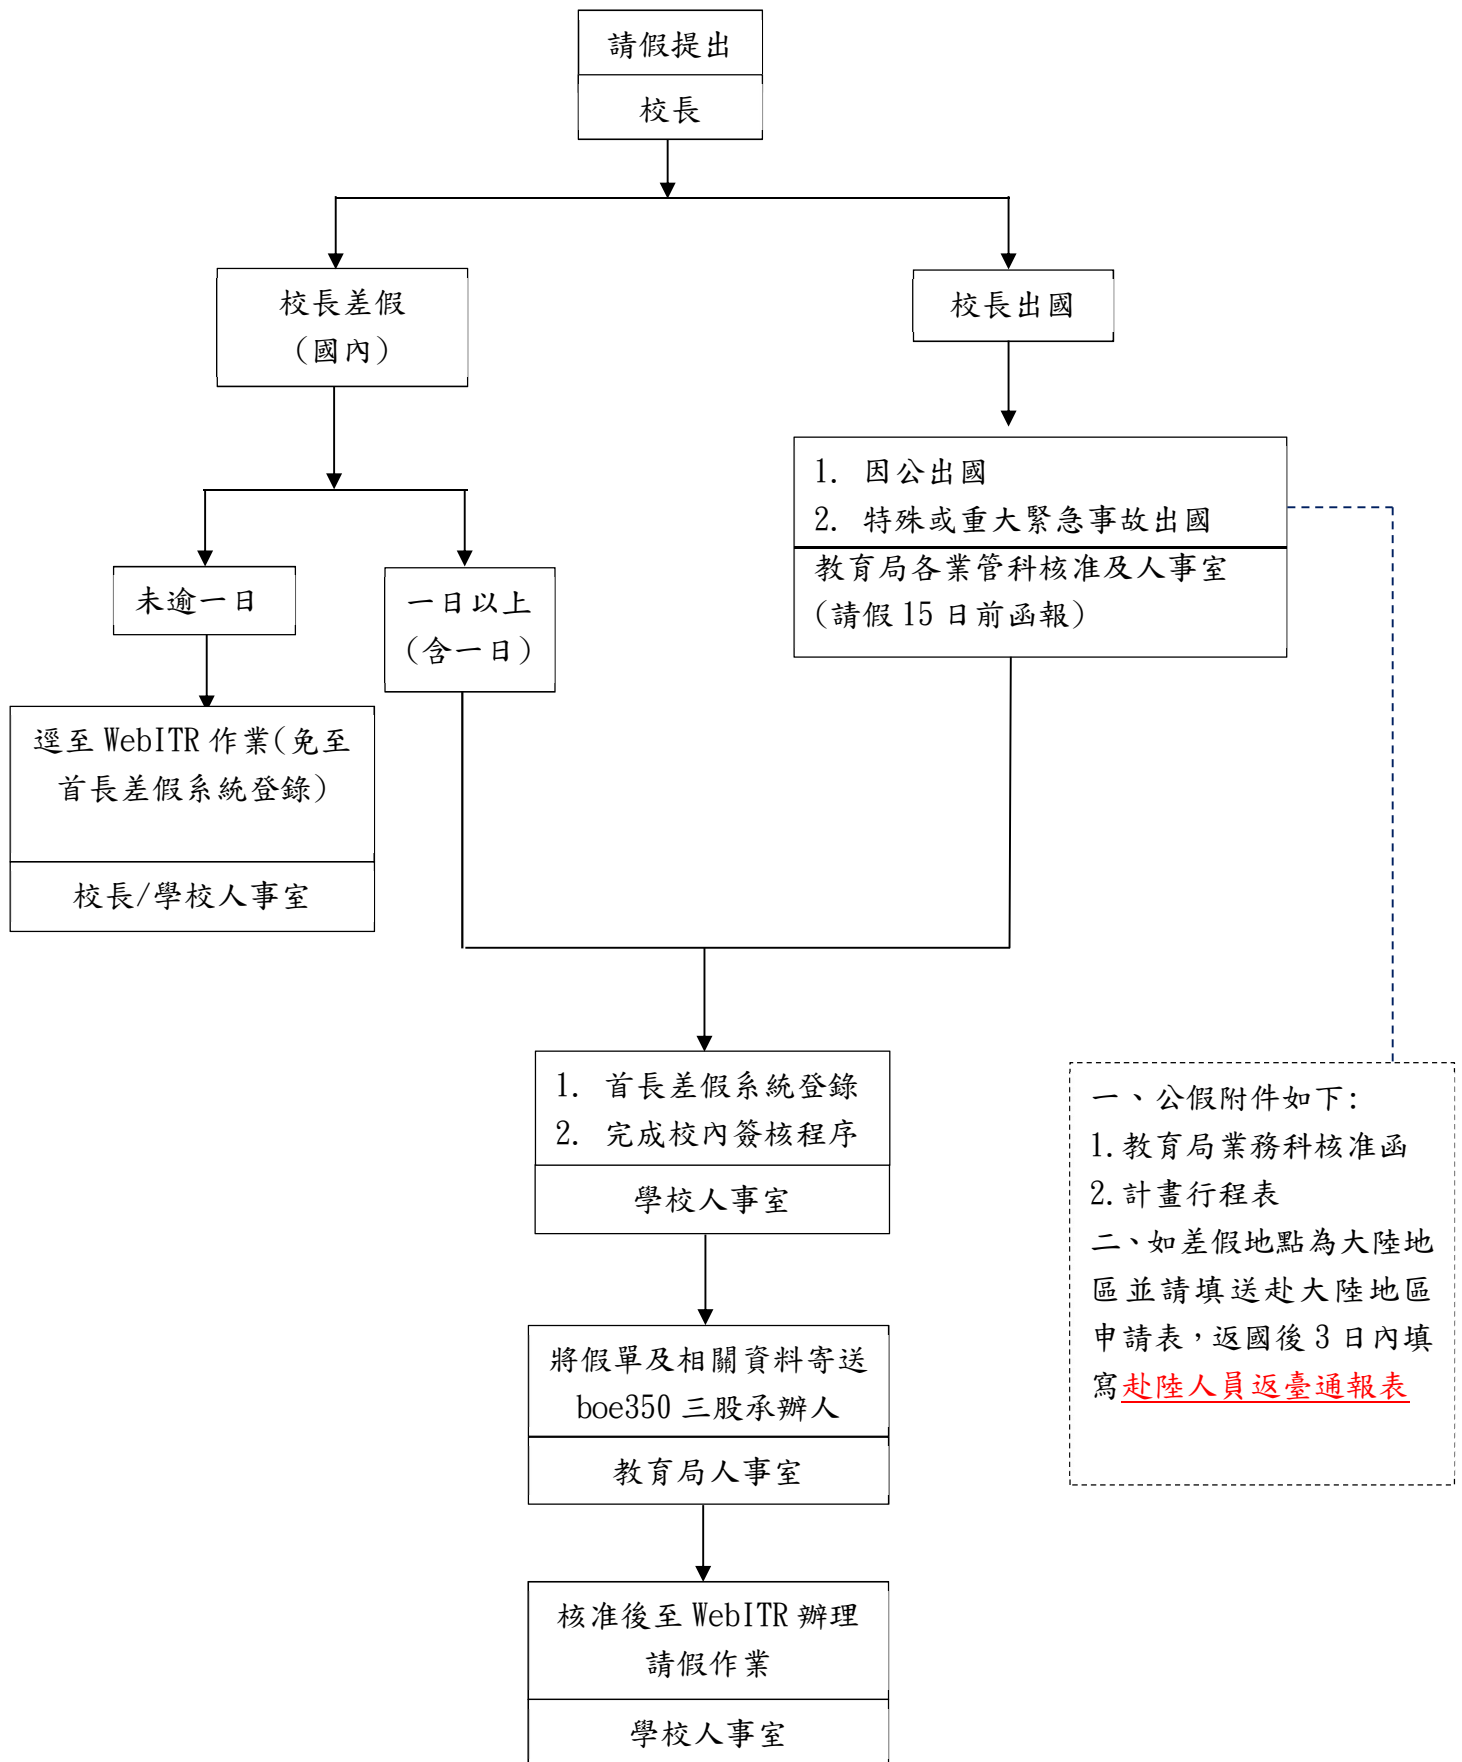 請假提出
校長
校長差假
(國內)
校長出國
1. 因公出國
2. 特殊或重大緊急事故出國
教育局各業管科核准及人事室
(請假 15 日前函報)
未逾一日
一日以上
(含一日)
逕至 WebITR 作業(免至
首長差假系統登錄)
校長/學校人事室
1. 首長差假系統登錄
2. 完成校內簽核程序
學校人事室
一、公假附件如下:
1.教育局業務科核准函
2.計畫行程表
二、如差假地點為大陸地
區並請填送赴大陸地區
申請表，返國後 3 日內填
寫赴陸人員返臺通報表
將假單及相關資料寄送
boe350 三股承辦人
教育局人事室
核准後至 WebITR 辦理
請假作業
學校人事室